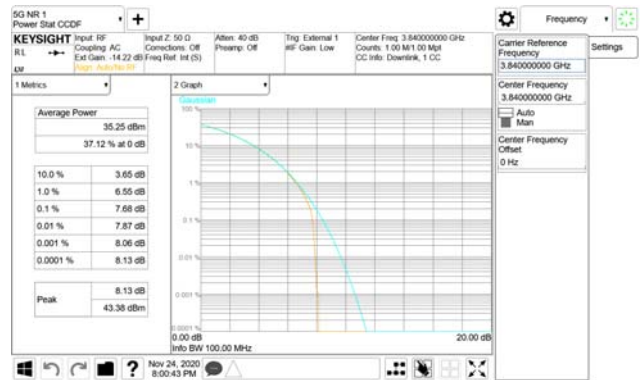 5G NR 1
Power Stat CCDF
Frequency
KEYSIGHT
RL
Input: RF
Coupling: AC
Ext Gain: -14.22 dB
Align: Auto/No RF
Input Z: 50 Ω
Corrections: Off
Freq Ref: Int (S)
Atten: 40 dB
Preamp: Off
Trig: External 1
#IF Gain: Low
Center Freq: 3.840000000 GHz
Counts: 1.00 M/1.00 Mpt
CC Info: Downlink, 1 CC
Carrier Reference
Frequency
3.840000000 GHz
Settings
Center Frequency
3.840000000 GHz
Auto
Man
Center Frequency
Offset
0 Hz
1 Metrics
Average Power
35.25 dBm
37.12 % at 0 dB
10.0 % 3.65 dB
1.0 % 6.55 dB
0.1 % 7.68 dB
0.01 % 7.87 dB
0.001 % 8.06 dB
0.0001 % 8.13 dB
Peak
8.13 dB
43.38 dBm
2 Graph
Gaussian
100 %
10 %
1 %
0.1 %
0.01 %
0.001 %
0.0001 %
0.00 dB
20.00 dB
Info BW 100.00 MHz
?
Nov 24, 2020
8:00:43 PM